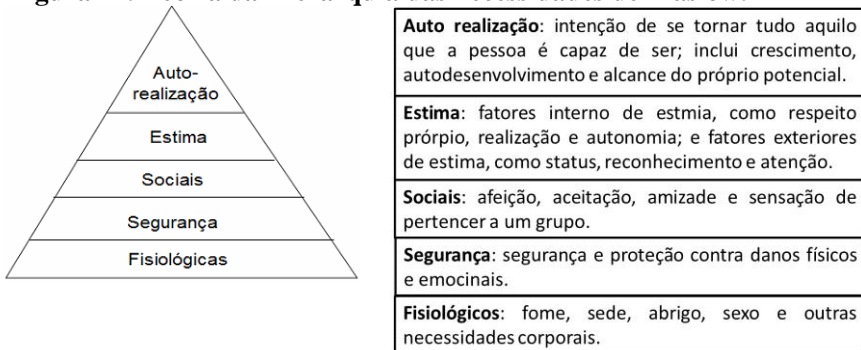 Auto-
realização
Estima
Sociais
Segurança
Fisiológicas
Auto realização: intenção de se tornar tudo aquilo
que a pessoa é capaz de ser; inclui crescimento,
autodesenvolvimento e alcance do próprio potencial.
Estima: fatores interno de estmia, como respeito
prórpio, realização e autonomia; e fatores exteriores
de estima, como status, reconhecimento e atenção.
Sociais: afeição, aceitação, amizade e sensação de
pertencer a um grupo.
Segurança: segurança e proteção contra danos físicos
e emocinais.
Fisiológicos: fome, sede, abrigo, sexo e outras
necessidades corporais.